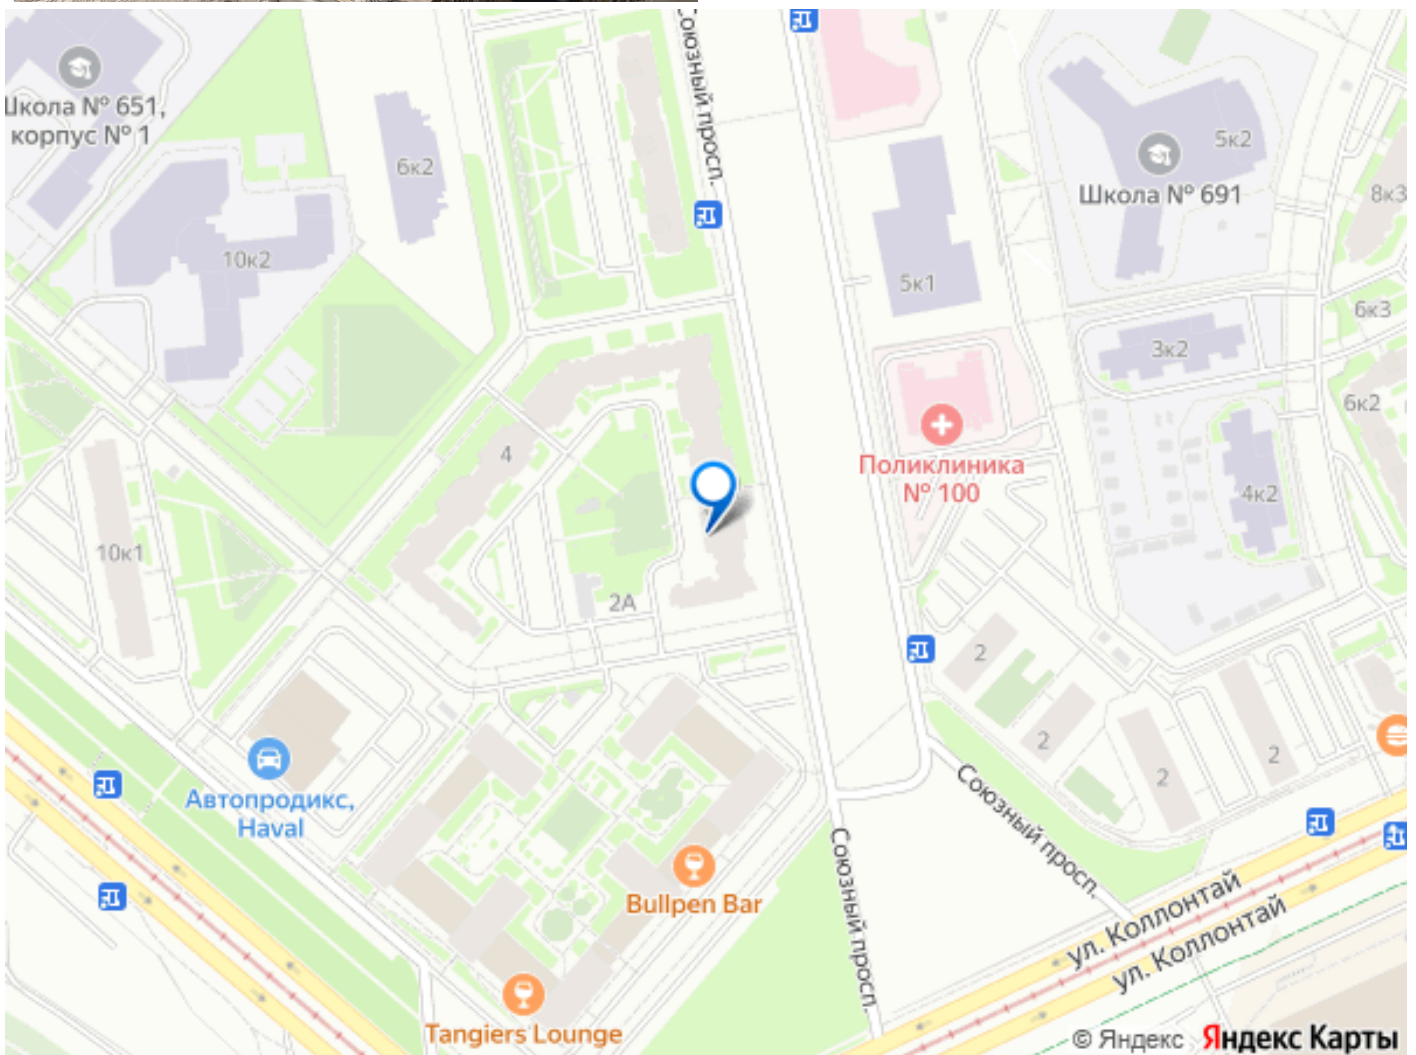 Союзный просп.
Школа № 651,
корпус № 1
6к2
5к2
Школа № 691
8к3
10к2
5к1
6к3
3к2
6к2
4
Поликлиника
№ 100
4к2
10к1
2А
2
2
2
2
Автопродикс,
Haval
Союзный просп.
Союзный просп.
Bullpen Bar
ул. Коллонтай
ул. Коллонтай
Tangiers Lounge
© Яндекс Яндекс Карты